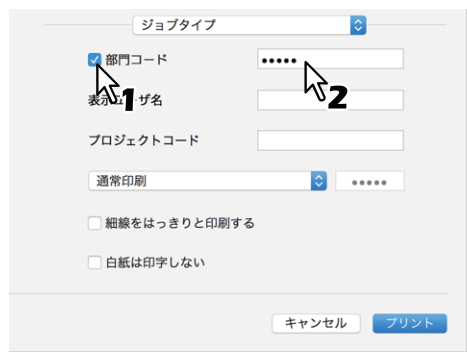 ジョブタイプ
部門コード •••••
1
2
表示ユーザ名
プロジェクトコード
通常印刷 •••••
細線をはっきりと印刷する
白紙は印字しない
キャンセル プリント